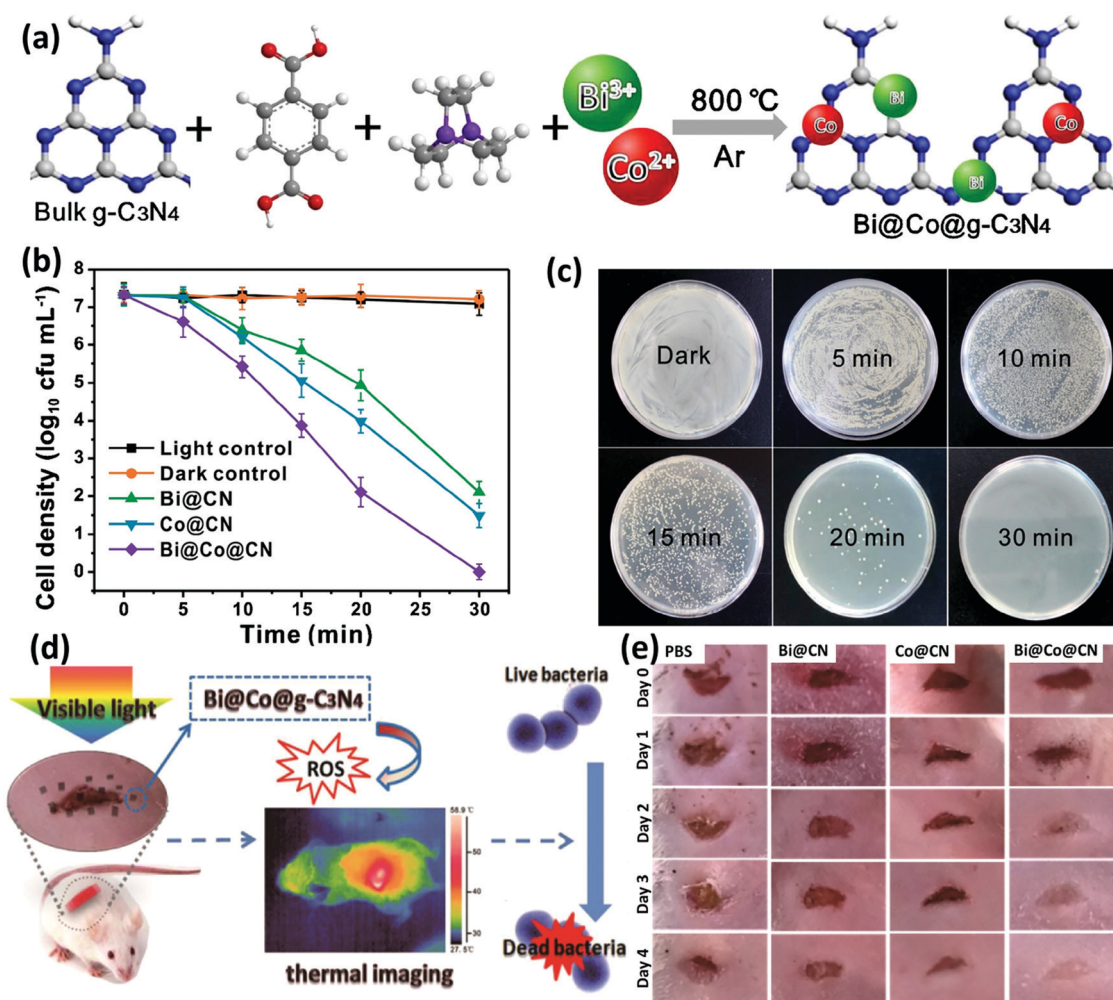 (a)
Bi³⁺
Co²⁺
800 °C
Ar
Bi
Co
Co
Bi
Bulk g-C₃N₄
Bi@Co@g-C₃N₄
(b)
8
7
6
5
4
3
2
1
0
Cell density (log₁₀ cfu mL⁻¹)
Light control
Dark control
Bi@CN
Co@CN
Bi@Co@CN
0
5
10
15
20
30
Time (min)
(c)
Dark
5 min
10 min
15 min
20 min
30 min
(d)
Visible light
Bi@Co@g-C₃N₄
ROS
58.9 °C
50
40
30
27.5°C
thermal imaging
Live bacteria
Dead bacteria
(e)
PBS
Bi@CN
Co@CN
Bi@Co@CN
Day 0
Day 1
Day 2
Day 3
Day 4